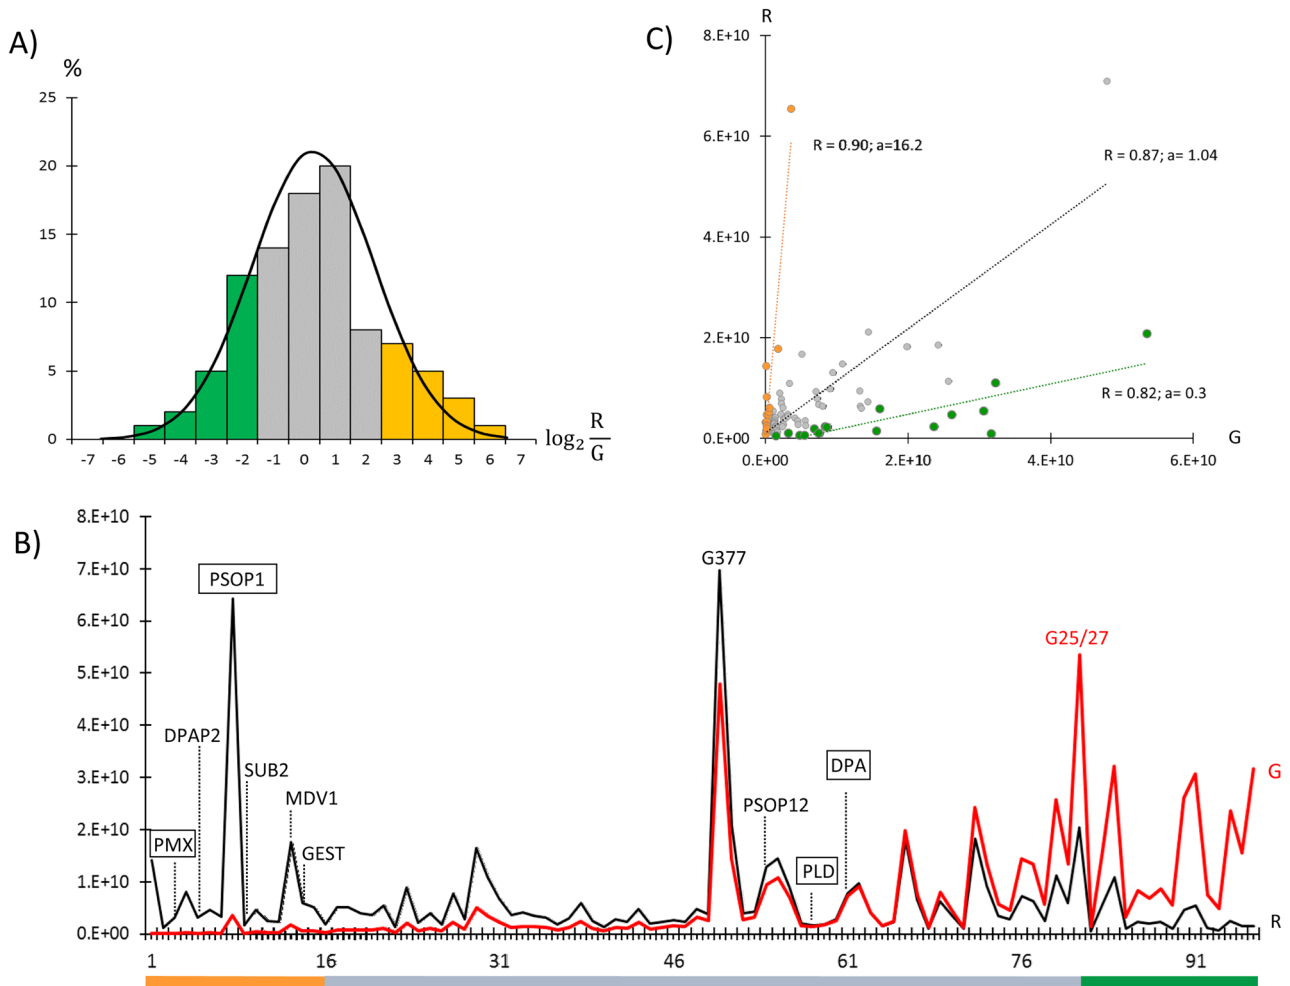 A)
%
25
20
15
10
5
0
-7 -6 -5 -4 -3 -2 -1 0 1 2 3 4 5 6 7
log₂ R/G
C)
R
8.E+10
6.E+10
4.E+10
2.E+10
0.E+00
R = 0.90; a=16.2
R = 0.87; a= 1.04
R = 0.82; a= 0.3
0.E+00 2.E+10 4.E+10 6.E+10
G
B)
8.E+10
7.E+10
6.E+10
5.E+10
4.E+10
3.E+10
2.E+10
1.E+10
0.E+00
PMX
DPAP2
PSOP1
SUB2
MDV1
GEST
G377
PSOP12
PLD
DPA
G25/27
G
R
1 16 31 46 61 76 91